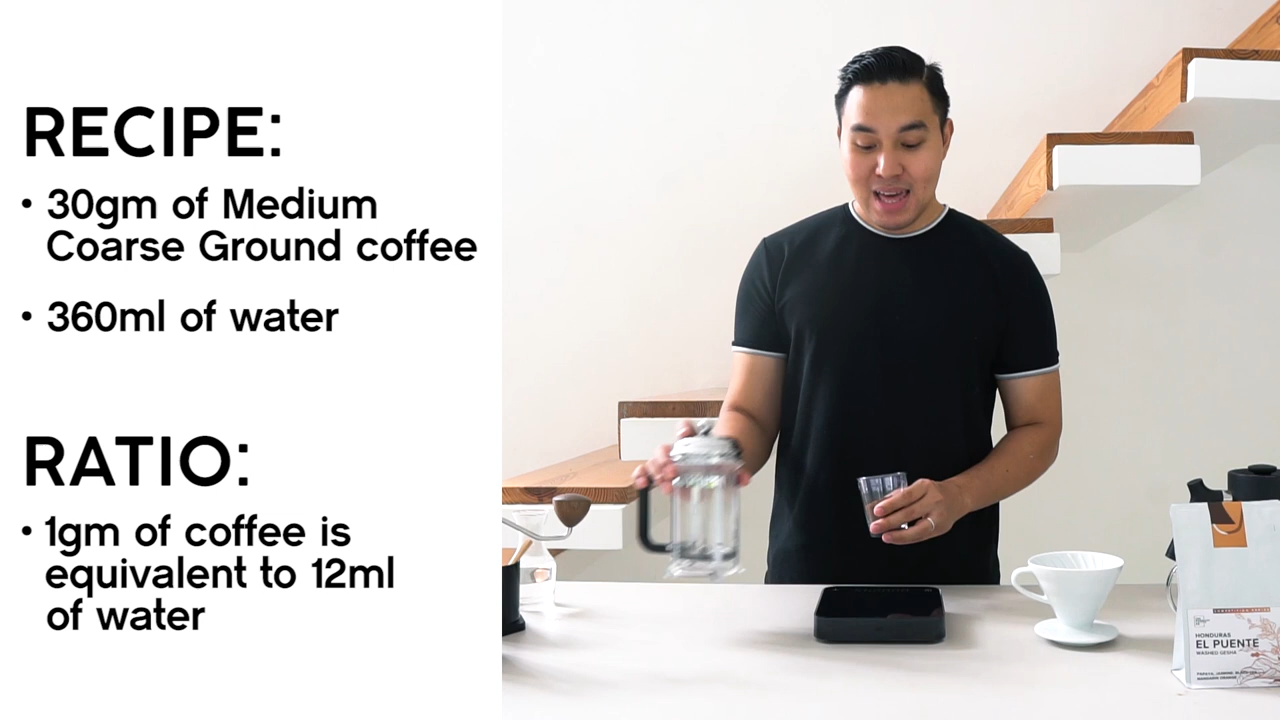 RECIPE:
• 30gm of Medium
Coarse Ground coffee
• 360ml of water
RATIO:
• 1gm of coffee is
equivalent to 12ml
of water
HONDURAS
EL PUENTE
WASHED GESHA